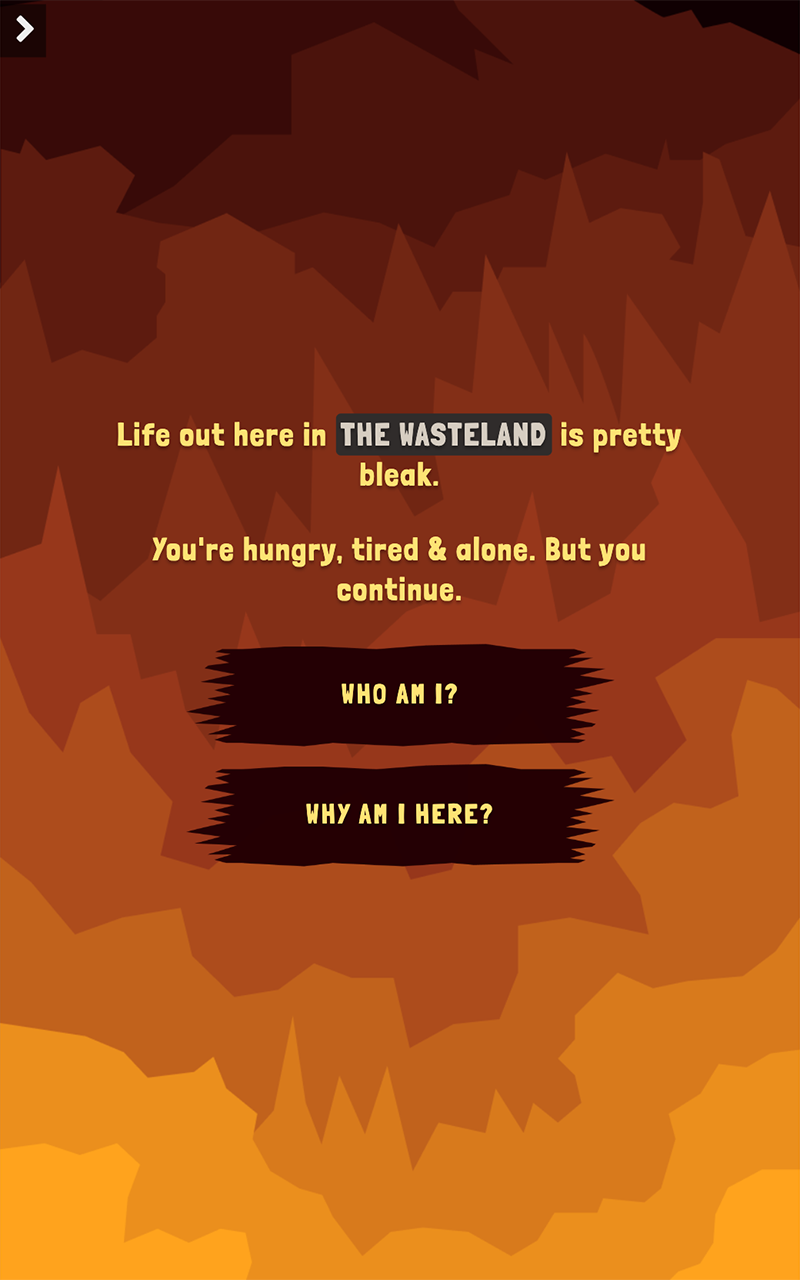 Life out here in THE WASTELAND is pretty
bleak.
You're hungry, tired & alone. But you
continue.
WHO AM I?
WHY AM I HERE?